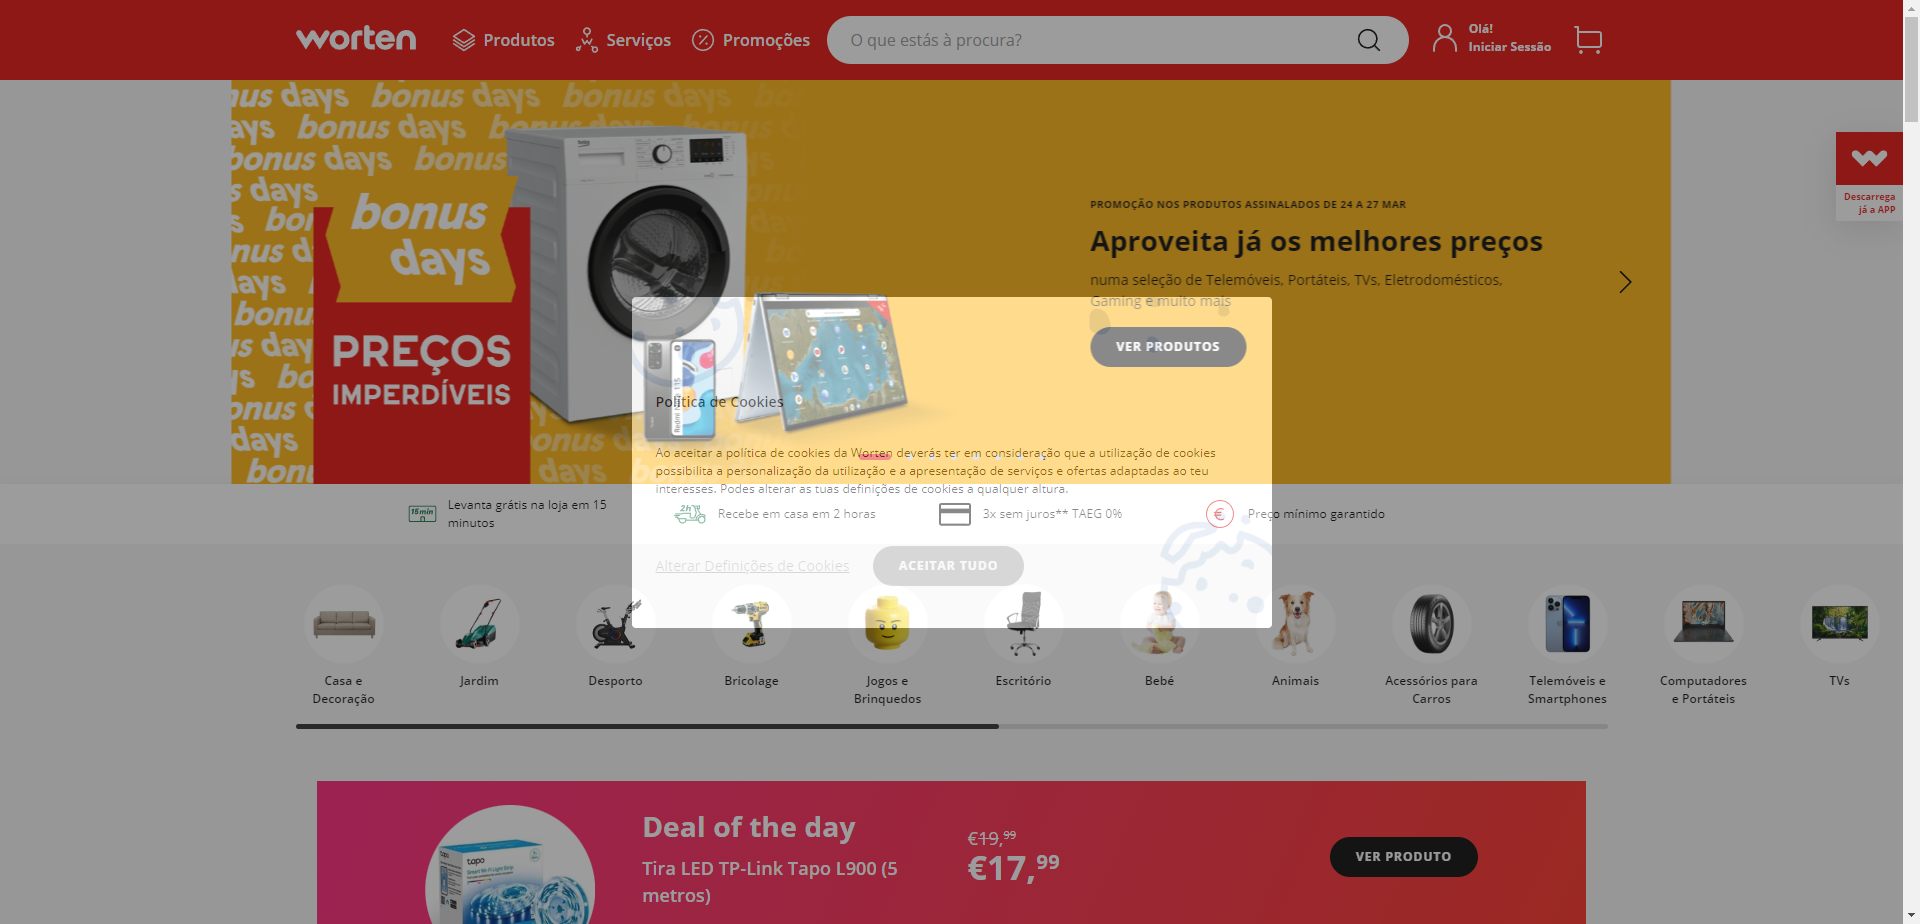 worten
Produtos
Serviços
Promoções
O que estás à procura?
Olá!
Iniciar Sessão
bonus days
bonus
days
PREÇOS
IMPERDÍVEIS
PROMOÇÃO NOS PRODUTOS ASSINALADOS DE 24 A 27 MAR
Aproveita já os melhores preços
numa seleção de Telemóveis, Portáteis, TVs, Eletrodomésticos,
Gaming e muito mais
VER PRODUTOS
Descarrega
já a APP
Política de Cookies
Ao aceitar a política de cookies da Worten deverás ter em consideração que a utilização de cookies
possibilita a personalização da utilização e a apresentação de serviços e ofertas adaptadas ao teu
interesses. Podes alterar as tuas definições de cookies a qualquer altura.
Alterar Definições de Cookies
ACEITAR TUDO
15 min
Levanta grátis na loja em 15
minutos
2h
Recebe em casa em 2 horas
3x sem juros** TAEG 0%
€
Preço mínimo garantido
Casa e
Decoração
Jardim
Desporto
Bricolage
Jogos e
Brinquedos
Escritório
Bebé
Animais
Acessórios para
Carros
Telemóveis e
Smartphones
Computadores
e Portáteis
TVs
Deal of the day
Tira LED TP-Link Tapo L900 (5
metros)
€19,99
€17,99
VER PRODUTO
tapo